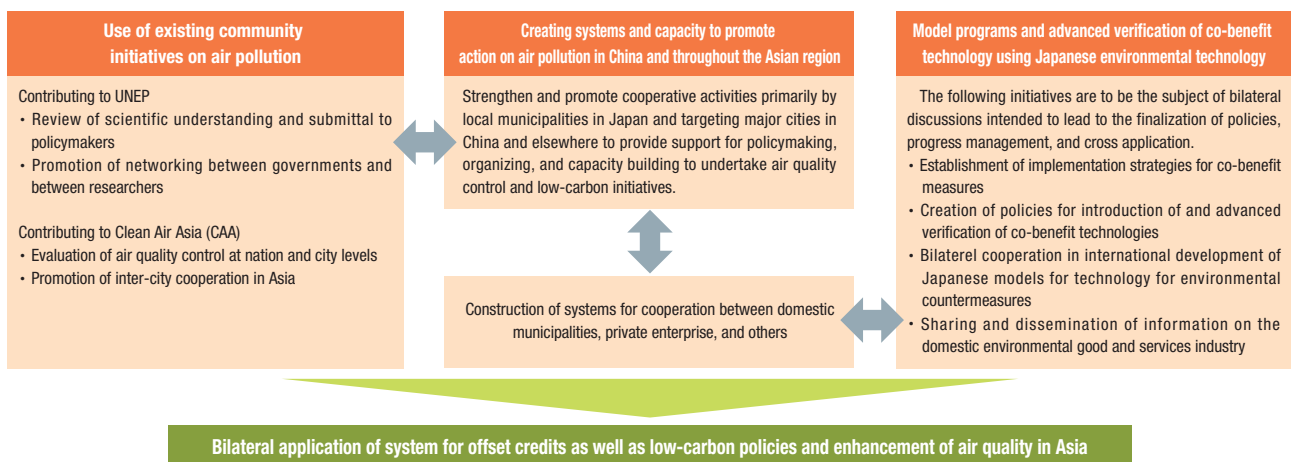 Use of existing community
initiatives on air pollution
Contributing to UNEP
・Review of scientific understanding and submittal to
policymakers
・Promotion of networking between governments and
between researchers
Contributing to Clean Air Asia (CAA)
・Evaluation of air quality control at nation and city levels
・Promotion of inter-city cooperation in Asia
Creating systems and capacity to promote
action on air pollution in China and throughout the Asian region
Strengthen and promote cooperative activities primarily by
local municipalities in Japan and targeting major cities in
China and elsewhere to provide support for policymaking,
organizing, and capacity building to undertake air quality
control and low-carbon initiatives.
Construction of systems for cooperation between domestic
municipalities, private enterprise, and others
Model programs and advanced verification of co-benefit
technology using Japanese environmental technology
The following initiatives are to be the subject of bilateral
discussions intended to lead to the finalization of policies,
progress management, and cross application.
・Establishment of implementation strategies for co-benefit
measures
・Creation of policies for introduction of and advanced
verification of co-benefit technologies
・Bilaterel cooperation in international development of
Japanese models for technology for environmental
countermeasures
・Sharing and dissemination of information on the
domestic environmental good and services industry
Bilateral application of system for offset credits as well as low-carbon policies and enhancement of air quality in Asia